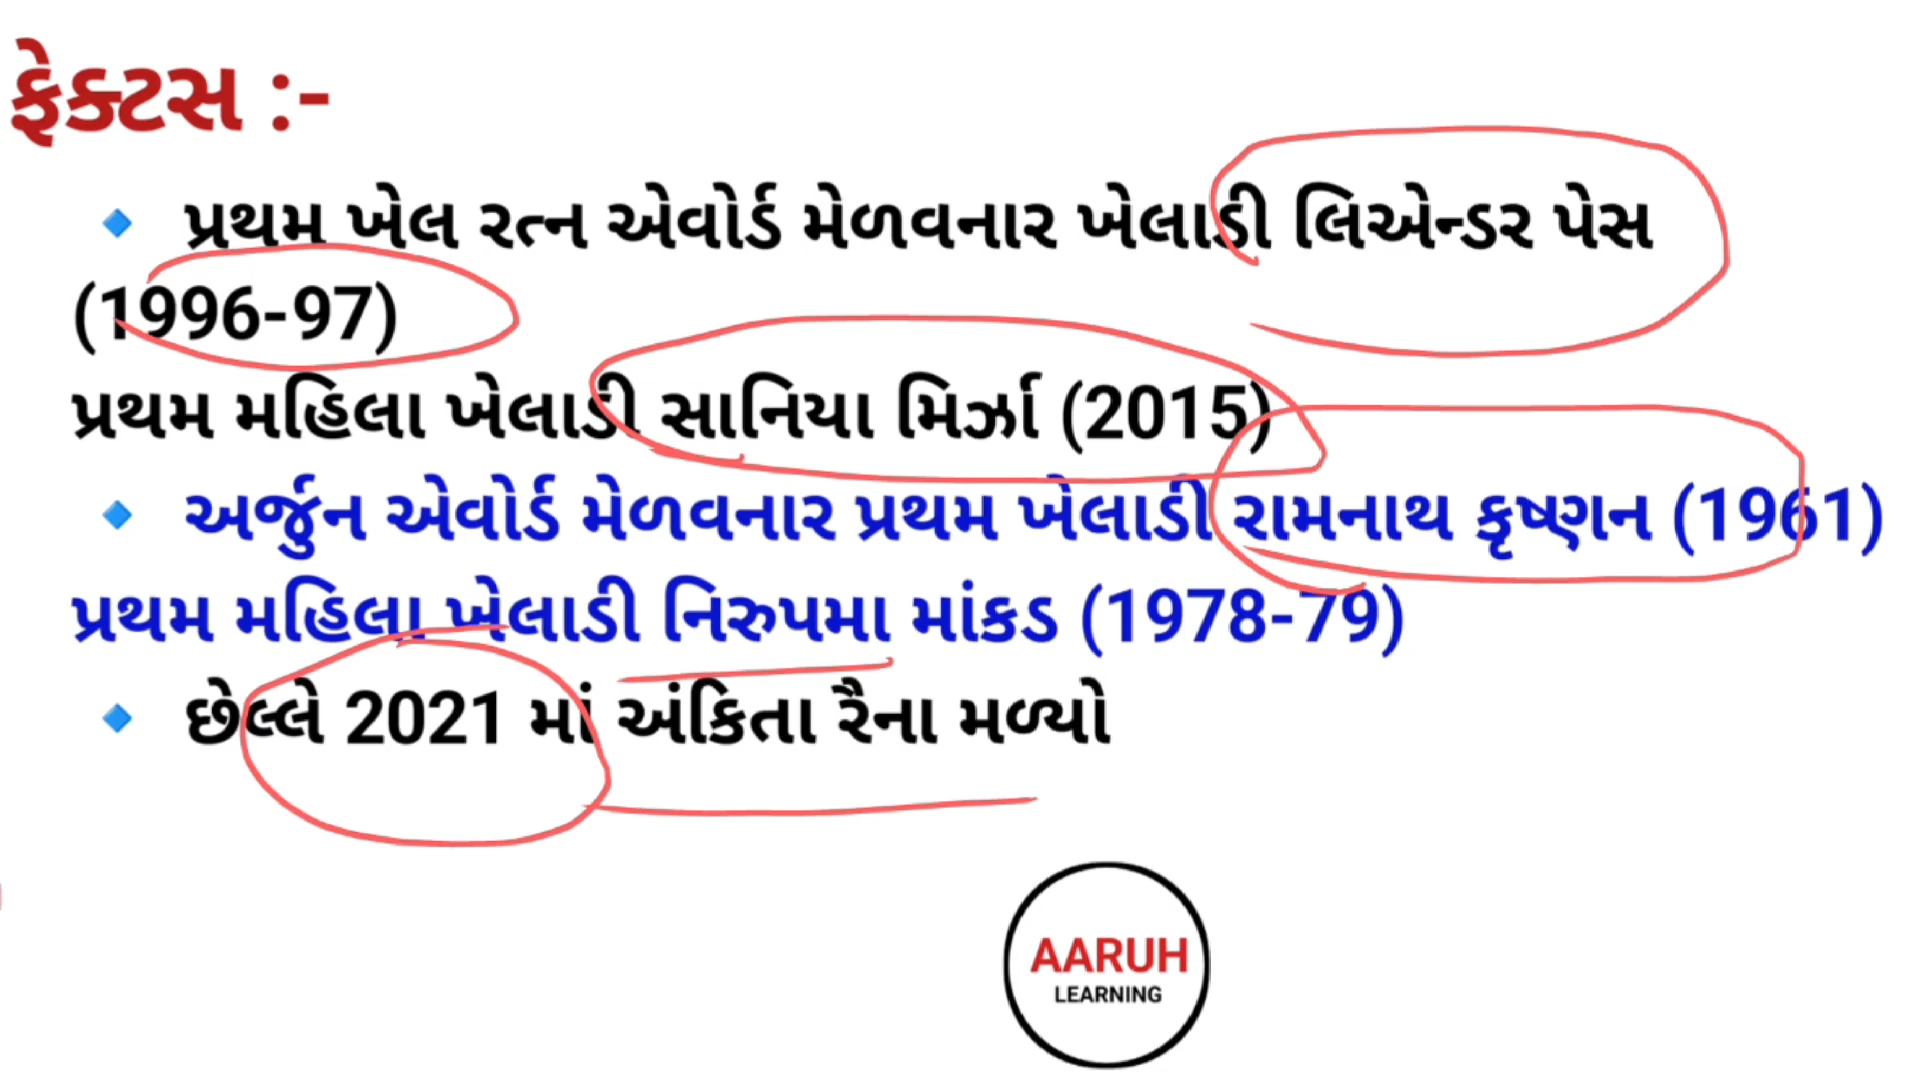 ફેક્ટસ :-
🔹 પ્રથમ ખેલ રત્ન એવોર્ડ મેળવનાર ખેલાડી લિએન્ડર પેસ
(1996-97)
પ્રથમ મહિલા ખેલાડી સાનિયા મિર્ઝા (2015)
🔹 અર્જુન એવોર્ડ મેળવનાર પ્રથમ ખેલાડી રામનાથ કૃષ્ણન (1961)
પ્રથમ મહિલા ખેલાડી નિરુપમા માંકડ (1978-79)
🔹 છેલ્લે 2021 માં અંકિતા રૈના મળ્યો
AARUH
LEARNING